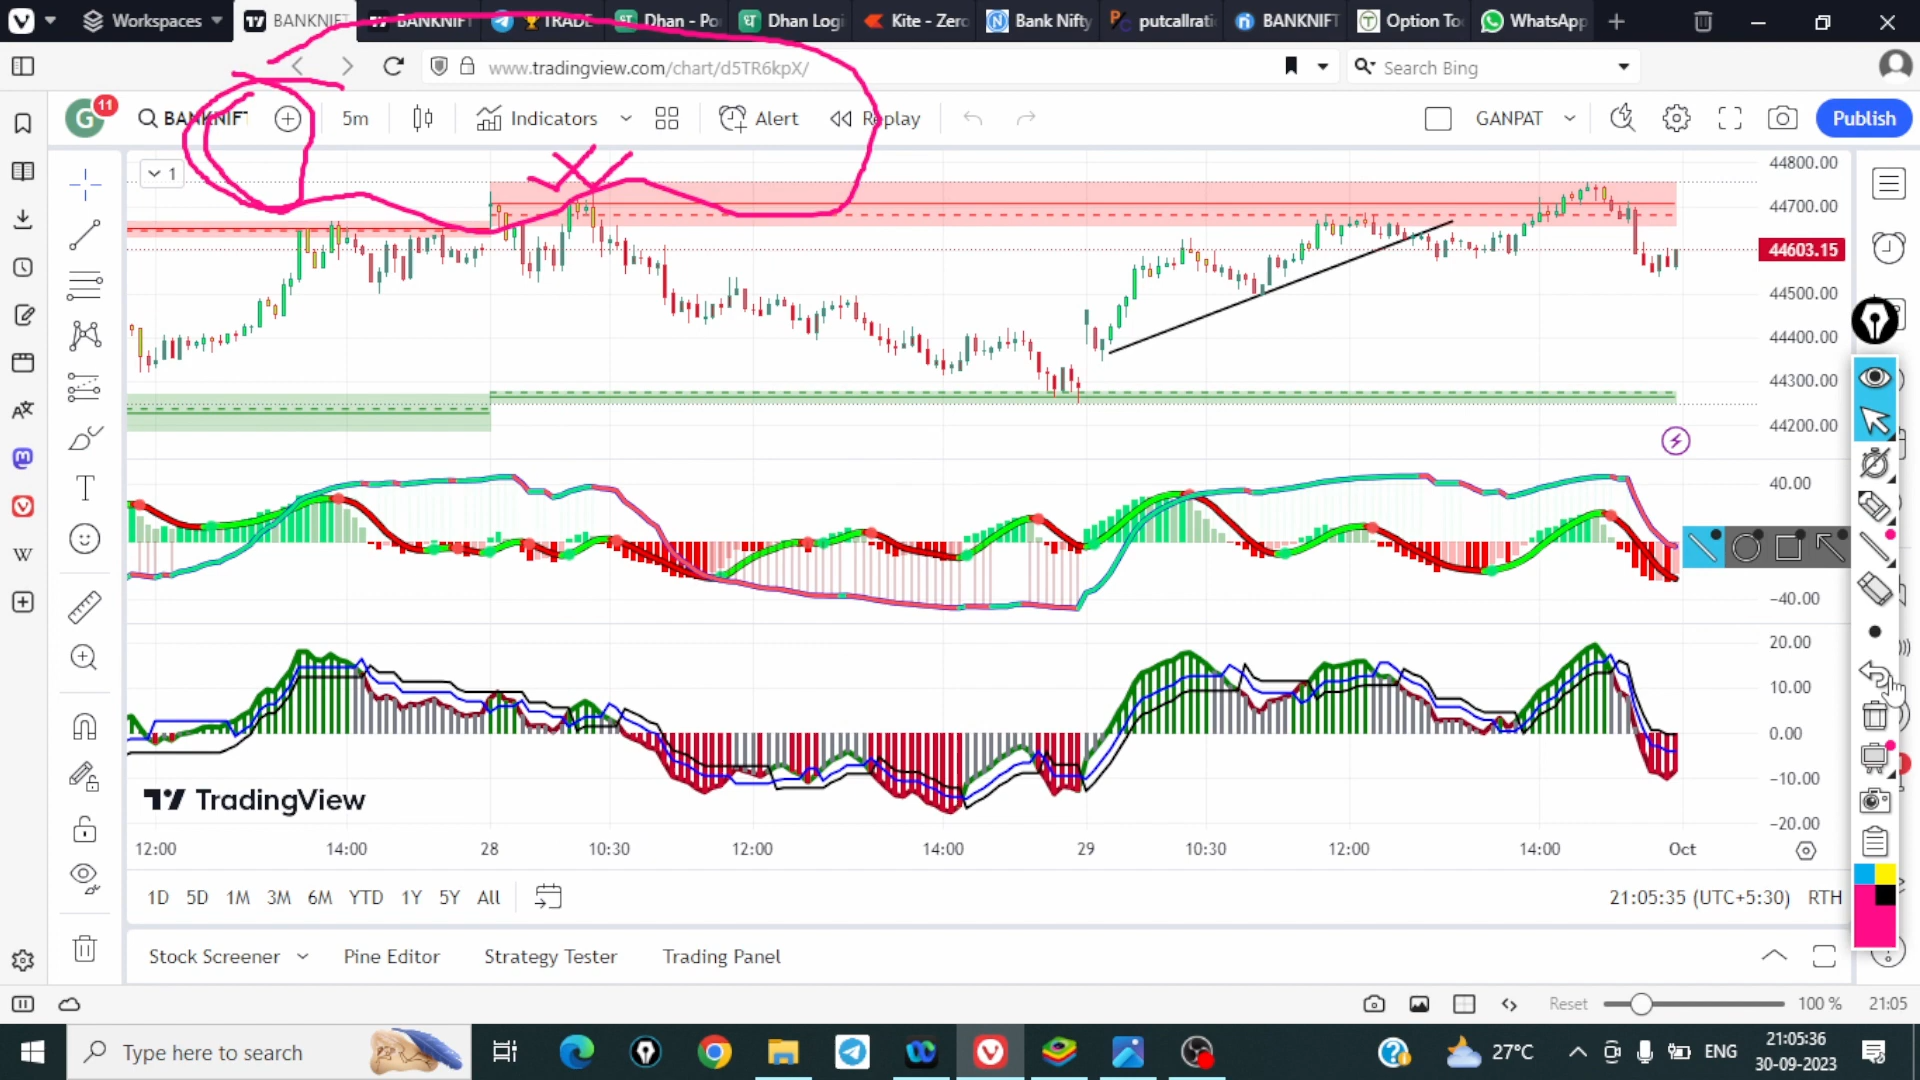 Workspaces
BANKNIFT
BANKNIFT
TRADE
Dhan - Po
Dhan Logi
Kite - Zero
Bank Nifty
putcallrati
BANKNIFT
Option Too
WhatsApp
www.tradingview.com/chart/d5TR6kpX/
Search Bing
G
11
BANKNIFT
5m
Indicators
Alert
Replay
GANPAT
Publish
1
44800.00
44700.00
44603.15
44500.00
44400.00
44300.00
44200.00
40.00
-40.00
20.00
10.00
0.00
-10.00
-20.00
TradingView
12:00
14:00
28
10:30
12:00
14:00
29
10:30
12:00
14:00
Oct
1D 5D 1M 3M 6M YTD 1Y 5Y All
21:05:35 (UTC+5:30) RTH
Stock Screener
Pine Editor
Strategy Tester
Trading Panel
Reset
100 %
21:05
Type here to search
27°C
ENG
21:05:36
30-09-2023